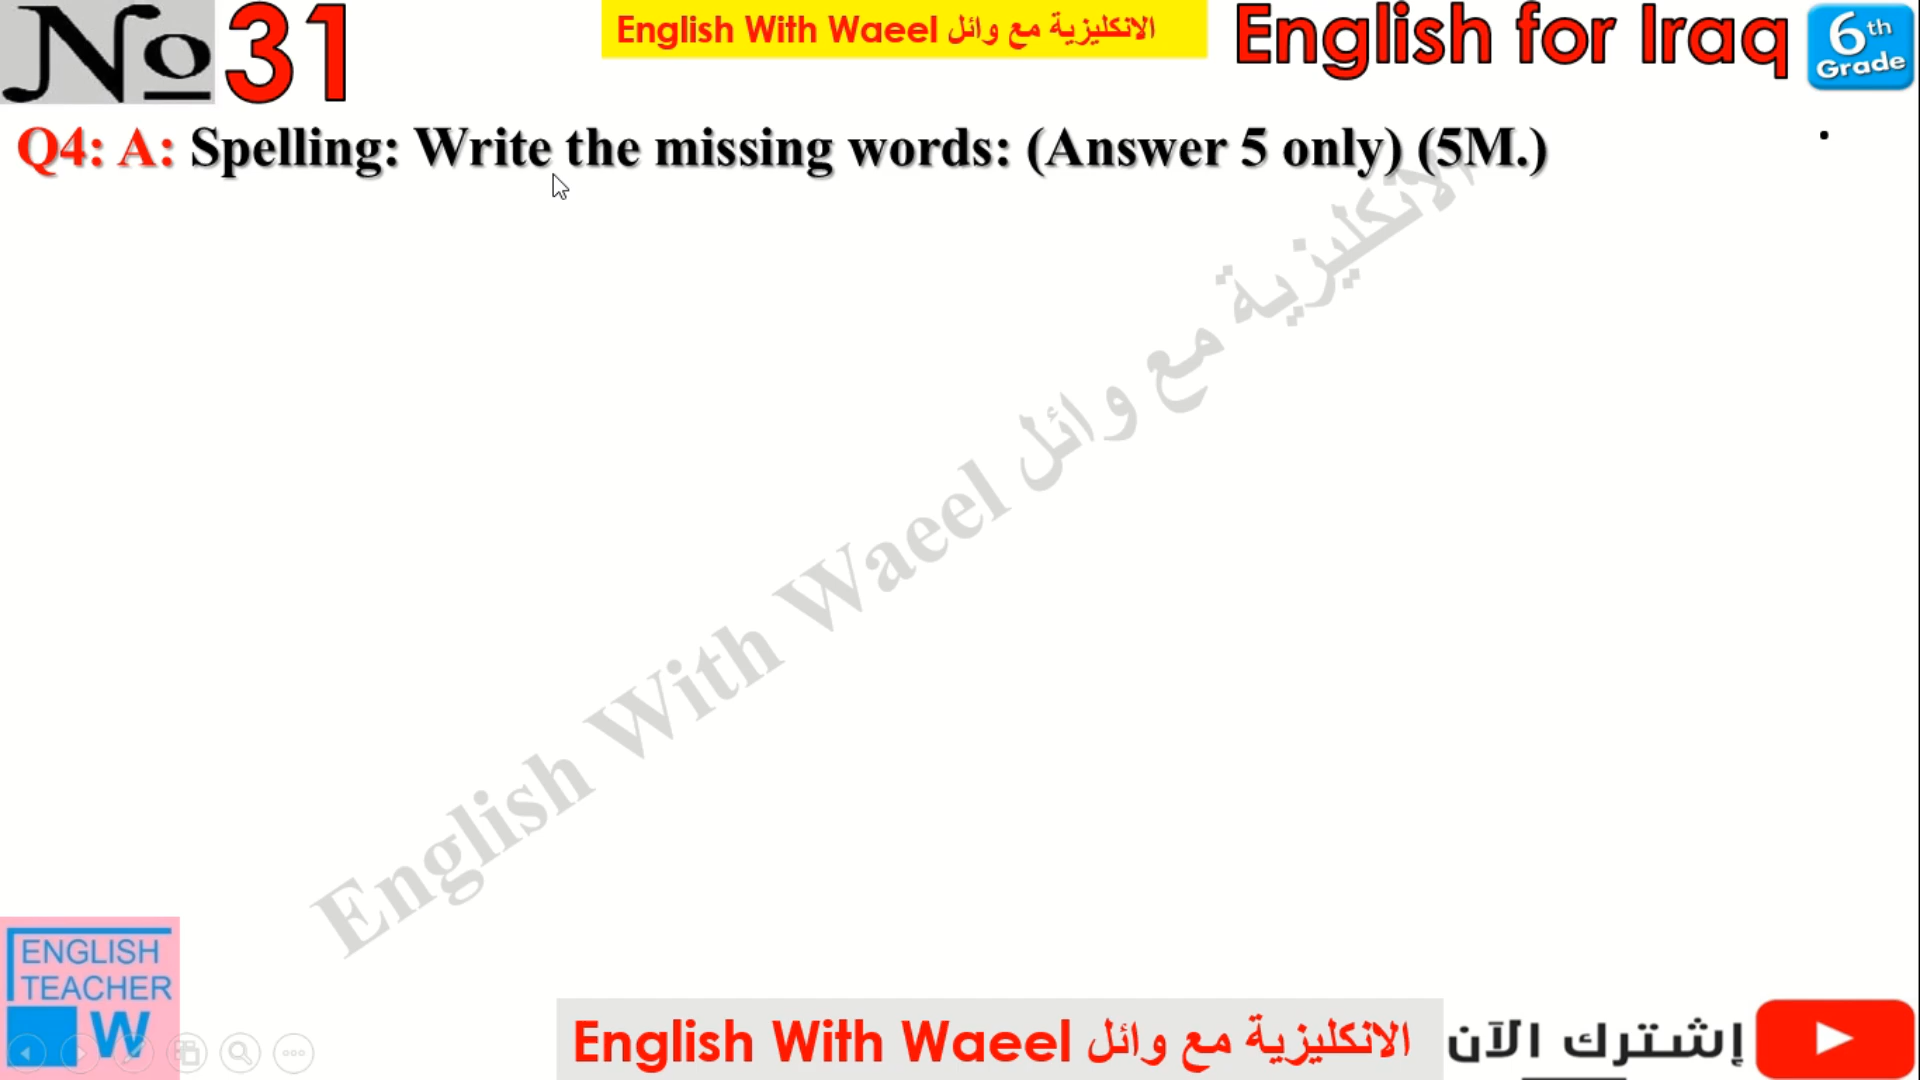 No 31
English With Waeel الانكليزية مع وائل
English for Iraq
6th
Grade
Q4: A: Spelling: Write the missing words: (Answer 5 only) (5M.)
.
English With Waeel الانكليزية مع وائل
ENGLISH
TEACHER
W
English With Waeel الانكليزية مع وائل
إشترك الآن